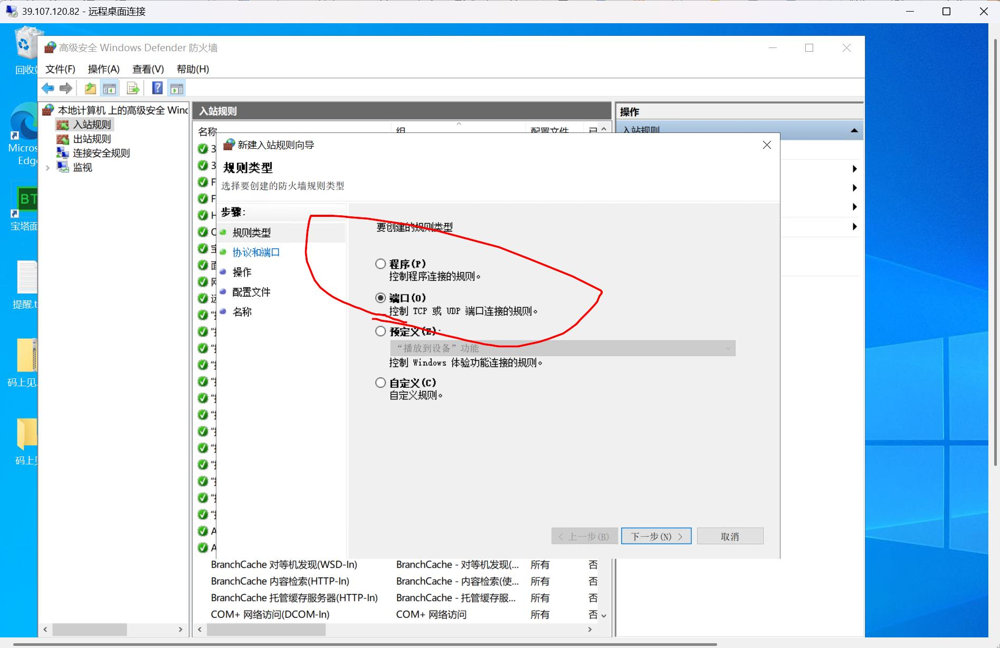 39.107.120.82 - 远程桌面连接
高级安全 Windows Defender 防火墙
文件(F) 操作(A) 查看(V) 帮助(H)
回收
Micros
Edg
BT
宝塔面
提醒.t
码上见.
码上
本地计算机 上的高级安全 Wind
入站规则
出站规则
连接安全规则
监视
入站规则
名称 组 配置文件 已
操作
入站规则
3
3
F
F
H
C
宝
面
网
远
A
A
新建入站规则向导
规则类型
选择要创建的防火墙规则类型
步骤:
规则类型
协议和端口
操作
配置文件
名称
要创建的规则类型
程序(P)
控制程序连接的规则。
端口(O)
控制 TCP 或 UDP 端口连接的规则。
预定义(E):
“播放到设备”功能
控制 Windows 体验功能连接的规则。
自定义(C)
自定义规则。
< 上一步(B) 下一步(N) > 取消
BranchCache 对等机发现(WSD-In) BranchCache - 对等机发现(... 所有 否
BranchCache 内容检索(HTTP-In) BranchCache - 内容检索(使... 所有 否
BranchCache 托管缓存服务器(HTTP-In) BranchCache - 托管缓存服... 所有 否
COM+ 网络访问(DCOM-In) COM+ 网络访问 所有 否